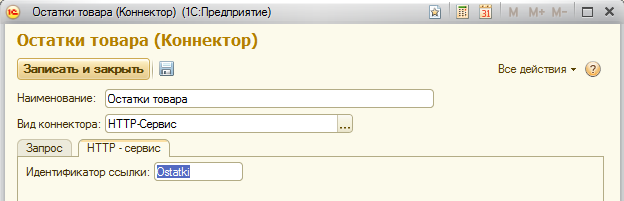 Остатки товара (Коннектор) (1С:Предприятие) M M+ M-
Остатки товара (Коннектор)
Записать и закрыть Все действия ?
Наименование: Остатки товара
Вид коннектора: HTTP-Сервис ...
Запрос HTTP - сервис
Идентификатор ссылки: Ostatki